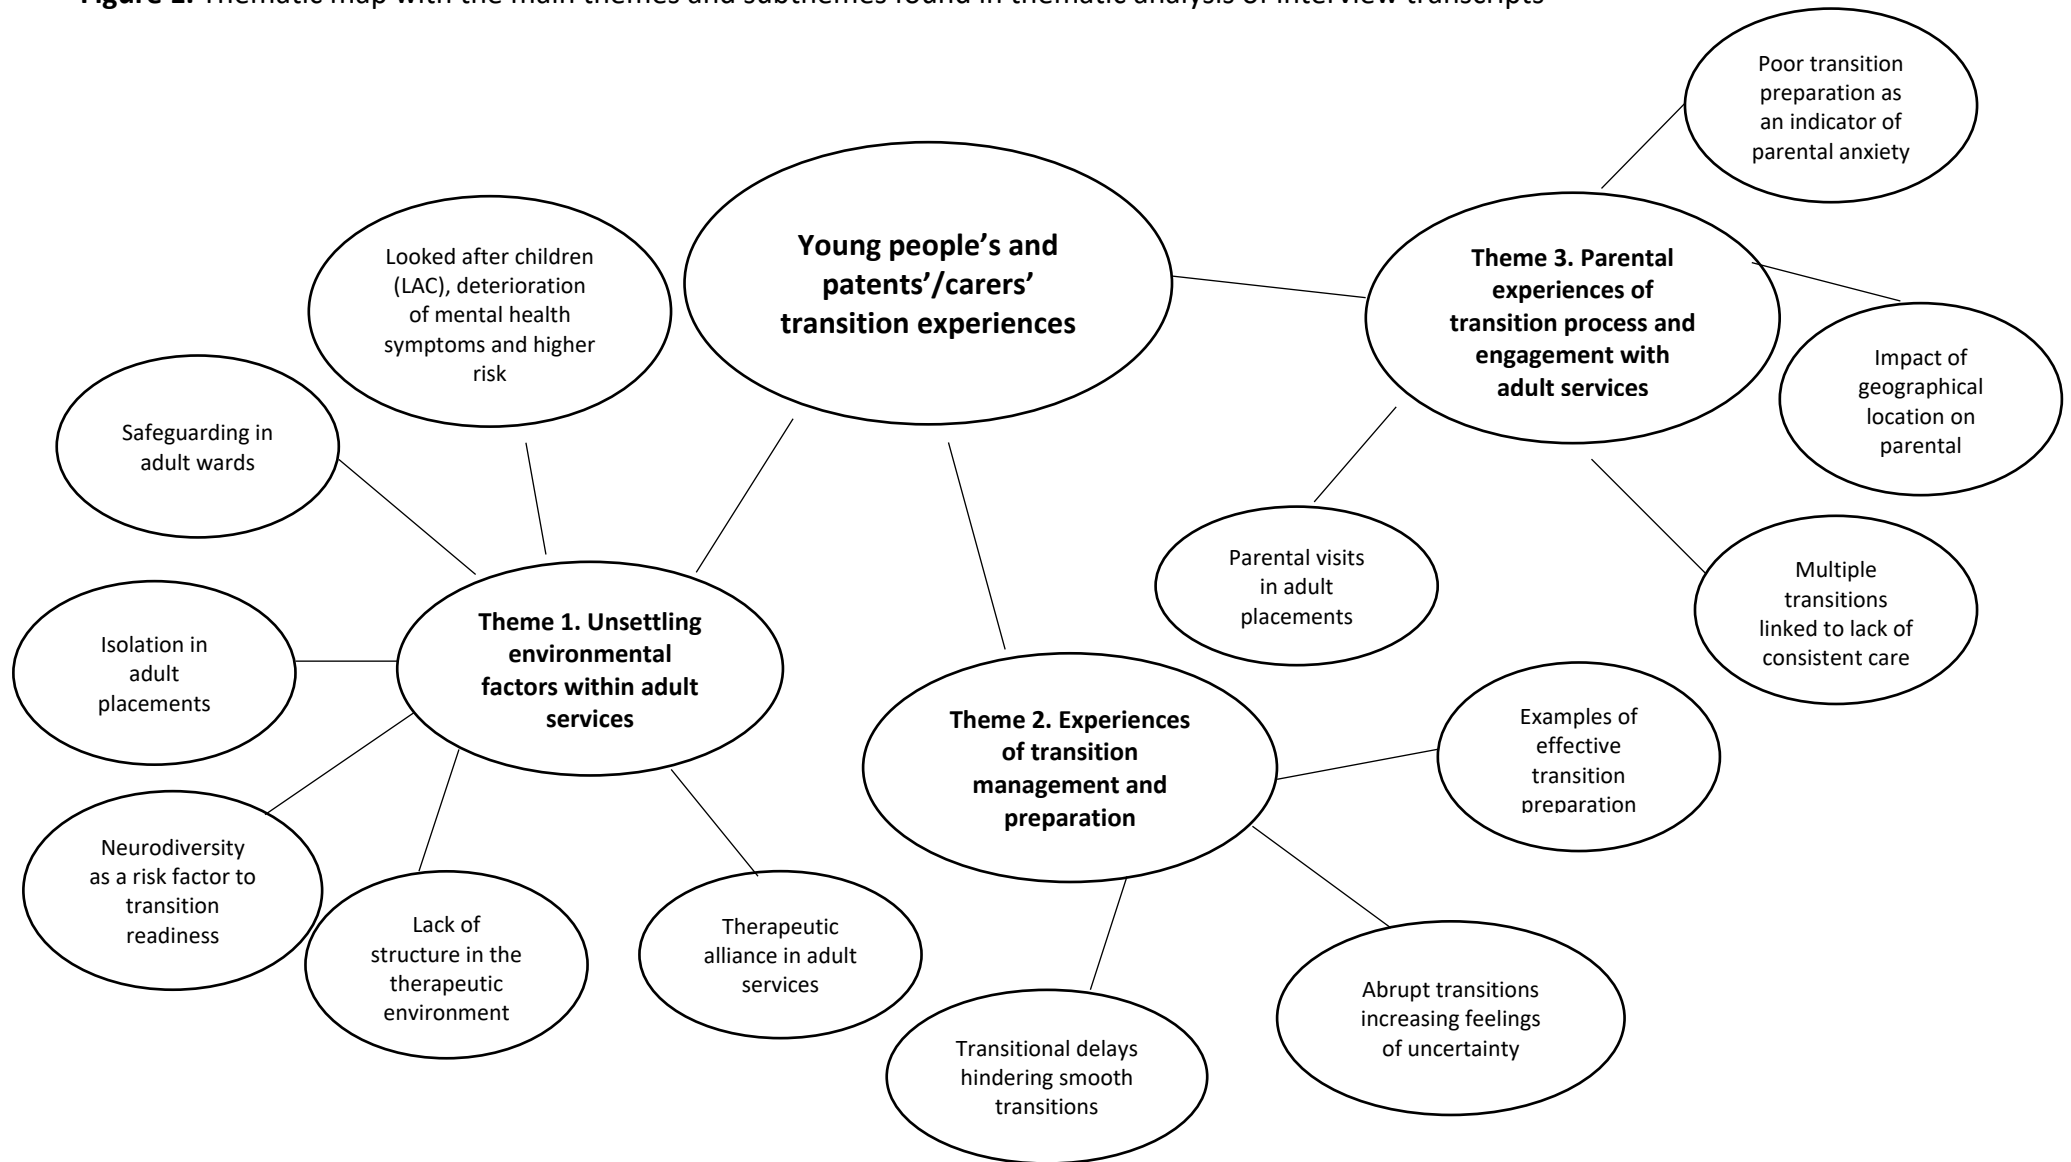 Figure 1. Thematic map with the main themes and subthemes found in thematic analysis of interview transcripts
Poor transition
preparation as
an indicator of
parental anxiety
Young people’s and
patents’/carers’
transition experiences
Looked after children
(LAC), deterioration
of mental health
symptoms and higher
risk
Theme 3. Parental
experiences of
transition process and
engagement with
adult services
Impact of
geographical
location on
parental
Safeguarding in
adult wards
Parental visits
in adult
placements
Multiple
transitions
linked to lack of
consistent care
Theme 1. Unsettling
environmental
factors within adult
services
Isolation in
adult
placements
Theme 2. Experiences
of transition
management and
preparation
Examples of
effective
transition
preparation
Neurodiversity
as a risk factor to
transition
readiness
Lack of
structure in the
therapeutic
environment
Therapeutic
alliance in adult
services
Transitional delays
hindering smooth
transitions
Abrupt transitions
increasing feelings
of uncertainty